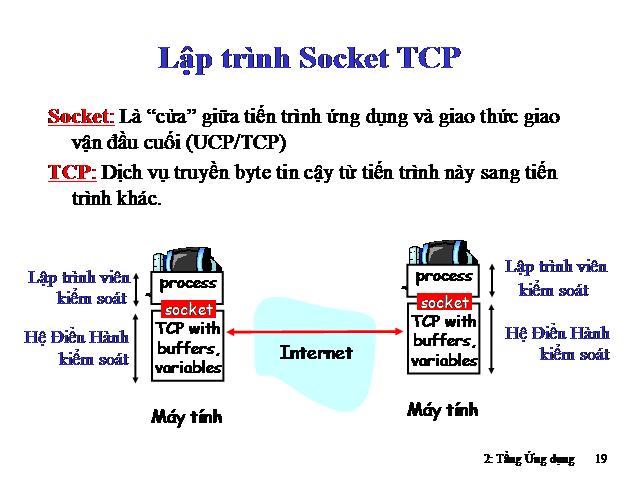 Lập trình Socket TCP
Socket: Là “cửa” giữa tiến trình ứng dụng và giao thức giao
vận đầu cuối (UCP/TCP)
TCP: Dịch vụ truyền byte tin cậy từ tiến trình này sang tiến
trình khác.
Lập trình viên
kiểm soát
Hệ Điền Hành
kiểm soát
process
socket
TCP with
buffers,
variables
Máy tính
Internet
process
socket
TCP with
buffers,
variables
Máy tính
Lập trình viên
kiểm soát
Hệ Điền Hành
kiểm soát
2: Tầng Ứng dụng 19